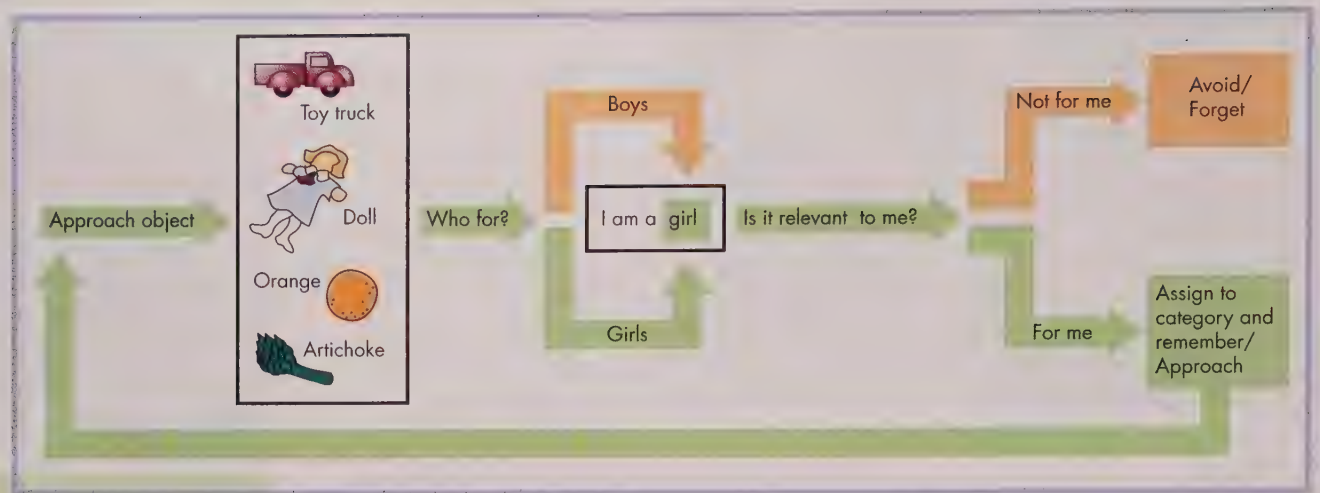 Approach object
Toy truck
Doll
Orange
Artichoke
Who for?
Boys
I am a girl
Girls
Is it relevant to me?
Not for me
For me
Avoid/
Forget
Assign to
category and
remember/
Approach